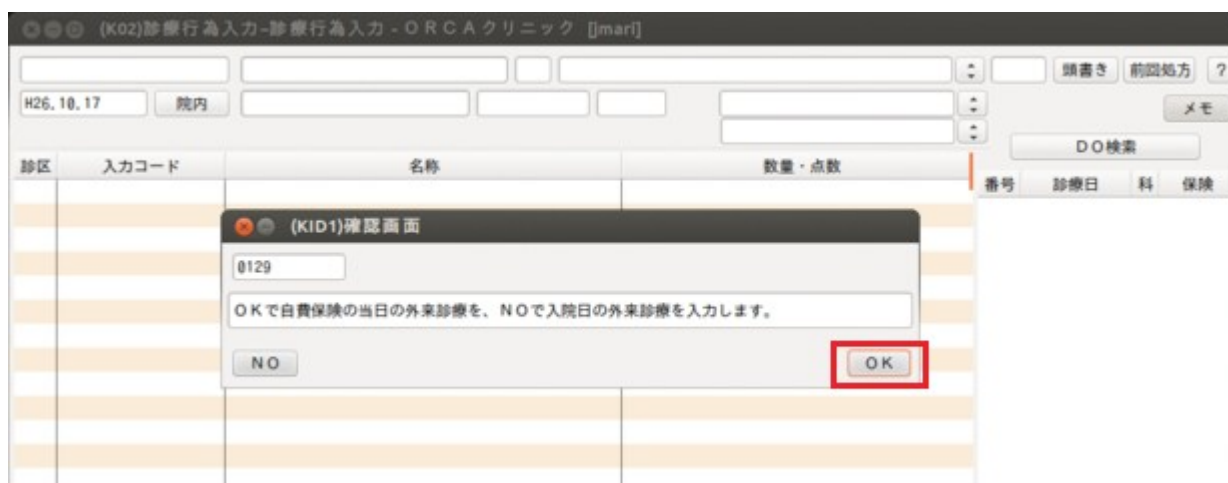 (K02)診療行為入力-診療行為入力 - ＯＲＣＡクリニック [jmari]
頭書き 前回処方 ?
H26.10.17 院内
メモ
ＤＯ検索
診区 入力コード 名称 数量・点数
番号 診療日 科 保険
(KID1)確認画面
0129
ＯＫで自費保険の当日の外来診療を、ＮＯで入院日の外来診療を入力します。
ＮＯ ＯＫ